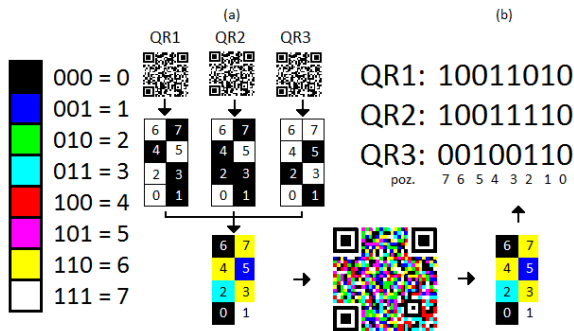 (a)
(b)
QR1 QR2 QR3
000 = 0
001 = 1
010 = 2
011 = 3
100 = 4
101 = 5
110 = 6
111 = 7
6 7 6 7 6 7
4 5 4 5 4 5
2 3 2 3 2 3
0 1 0 1 0 1
6 7
4 5
2 3
0 1
QR1: 10011010
QR2: 10011110
QR3: 00100110
poz. 7 6 5 4 3 2 1 0
6 7
4 5
2 3
0 1